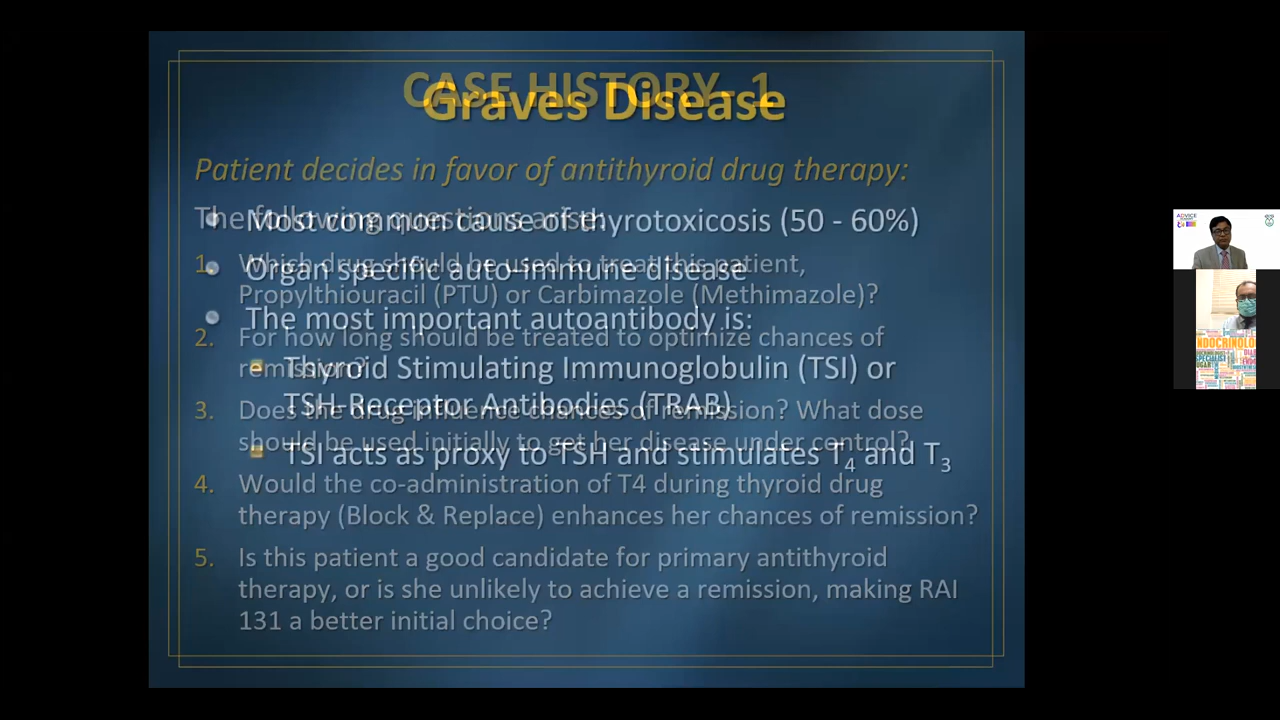 CASE HISTORY- 1
Patient decides in favor of antithyroid drug therapy:
The following questions arise:
1. Which drug should be used to treat this patient,
Propylthiouracil (PTU) or Carbimazole (Methimazole)?
2. For how long should be treated to optimize chances of
remission?
3. Does the drug influence chances of remission? What dose
should be used initially to get her disease under control?
4. Would the co-administration of T4 during thyroid drug
therapy (Block & Replace) enhances her chances of remission?
5. Is this patient a good candidate for primary antithyroid
therapy, or is she unlikely to achieve a remission, making RAI
131 a better initial choice?
Graves Disease
Most common cause of thyrotoxicosis (50 - 60%)
Organ specific auto-immune disease
The most important autoantibody is:
Thyroid Stimulating Immunoglobulin (TSI) or
TSH-Receptor Antibodies (TRAB)
TSI acts as proxy to TSH and stimulates T4 and T3
ADVICE